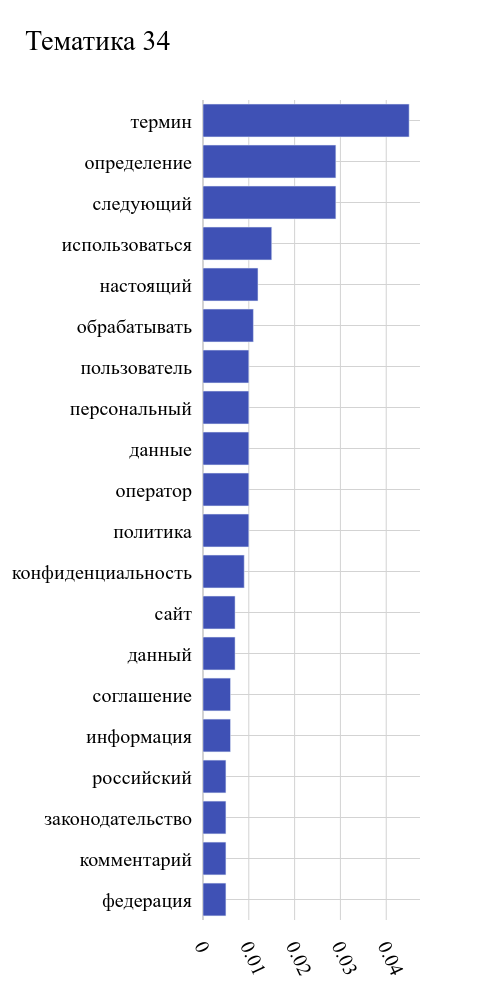 Тематика 34
термин
определение
следующий
использоваться
настоящий
обрабатывать
пользователь
персональный
данные
оператор
политика
конфиденциальность
сайт
данный
соглашение
информация
российский
законодательство
комментарий
федерация
0 0.01 0.02 0.03 0.04